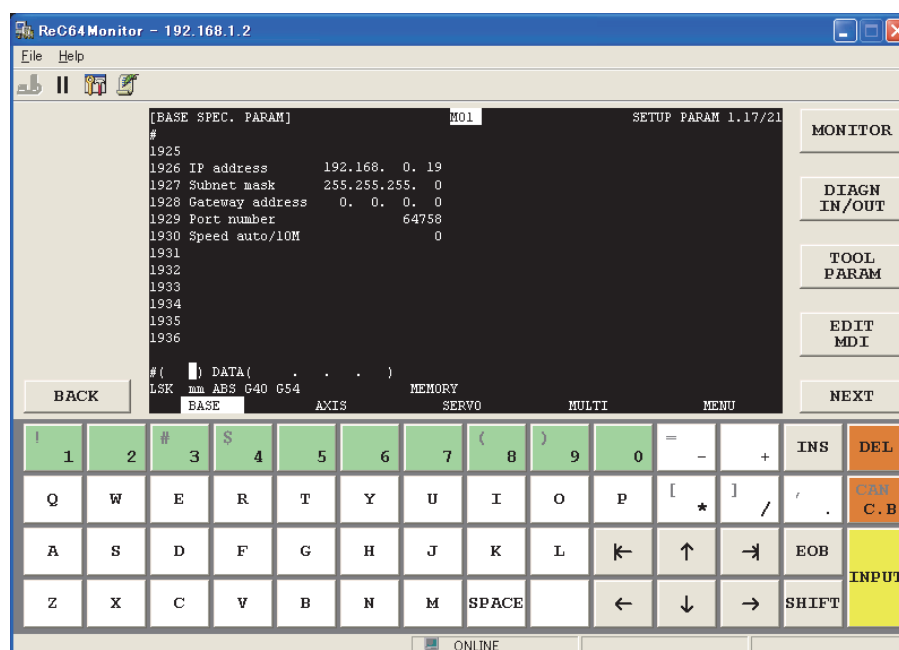 ReC64Monitor - 192.168.1.2
File Help
[BASE SPEC. PARAM] M01 SETUP PARAM 1.17/21
#
1925
1926 IP address 192.168. 0. 19
1927 Subnet mask 255.255.255. 0
1928 Gateway address 0. 0. 0. 0
1929 Port number 64758
1930 Speed auto/10M 0
1931
1932
1933
1934
1935
1936
#( ) DATA( . . . )
LSK mm ABS G40 G54 MEMORY
BASE AXIS SERVO MULTI MENU
BACK
MONITOR
DIAGN
IN/OUT
TOOL
PARAM
EDIT
MDI
NEXT
! 1 2 # 3 $ 4 5 6 7 ( 8 ) 9 0 = - + INS DEL
Q W E R T Y U I O P [ * ] / ' . CAN C.B
A S D F G H J K L ↑ EOB INPUT
Z X C V B N M SPACE ← ↓ → SHIFT
ONLINE